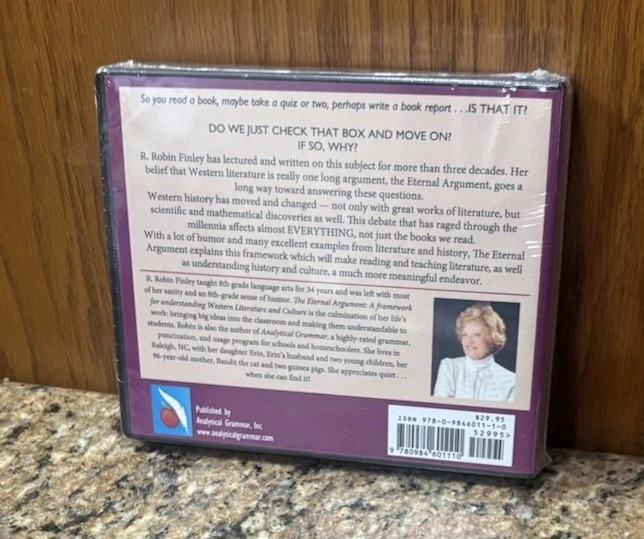 So you read a book, maybe take a quiz or two, perhaps write a book report . . . IS THAT IT?
DO WE JUST CHECK THAT BOX AND MOVE ON?
IF SO, WHY?
R. Robin Finley has lectured and written on this subject for more than three decades. Her
belief that Western literature is really one long argument, the Eternal Argument, goes a
long way toward answering these questions.
Western history has moved and changed — not only with great works of literature, but
scientific and mathematical discoveries as well. This debate that has raged through the
millennia affects almost EVERYTHING, not just the books we read.
With a lot of humor and many excellent examples from literature and history, The Eternal
Argument explains this framework which will make reading and teaching literature, as well
as understanding history and culture, a much more meaningful endeavor.
R. Robin Finley taught 8th grade language arts for 34 years and was left with most
of her sanity and an 8th-grade sense of humor. The Eternal Argument: A framework
for understanding Western Literature and Culture is the culmination of her life's
work: bringing big ideas into the classroom and making them understandable to
students. Robin is also the author of Analytical Grammar, a highly-rated grammar,
punctuation, and usage program for schools and homeschoolers. She lives in
Raleigh, NC, with her daughter Erin, Erin's husband and two young children, her
96-year-old mother, Bandit the cat and two guinea pigs. She appreciates quiet . . .
when she can find it!
Published by
Analytical Grammar, Inc
www.analyticalgrammar.com
$29.95
ISBN 978-0-9846011-1-0
52995>
9 780984 601110